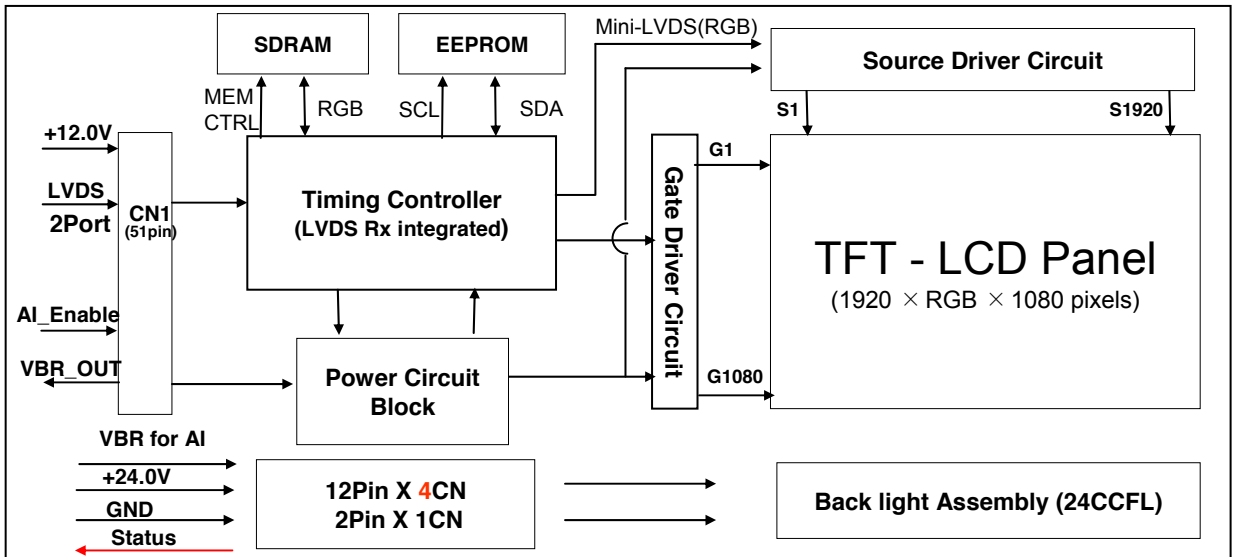 Mini-LVDS(RGB)
SDRAM
EEPROM
Source Driver Circuit
MEM
CTRL
RGB
SCL
SDA
S1
S1920
+12.0V
LVDS
2Port
CN1
(51pin)
Timing Controller
(LVDS Rx integrated)
Gate Driver Circuit
G1
TFT - LCD Panel
(1920 × RGB × 1080 pixels)
AI_Enable
VBR_OUT
Power Circuit
Block
G1080
VBR for AI
+24.0V
GND
Status
12Pin X 4CN
2Pin X 1CN
Back light Assembly (24CCFL)